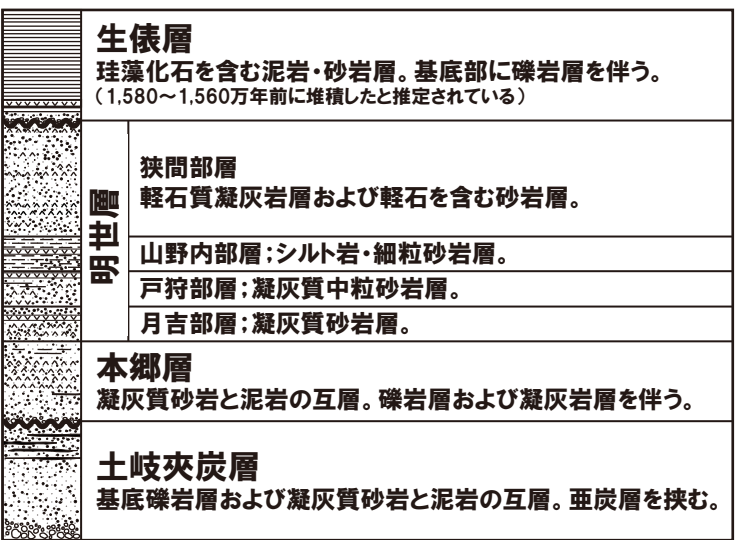 生俵層
珪藻化石を含む泥岩・砂岩層。基底部に礫岩層を伴う。
（1,580～1,560万年前に堆積したと推定されている）
明世層
狭間部層
軽石質凝灰岩層および軽石を含む砂岩層。
山野内部層；シルト岩・細粒砂岩層。
戸狩部層；凝灰質中粒砂岩層。
月吉部層；凝灰質砂岩層。
本郷層
凝灰質砂岩と泥岩の互層。礫岩層および凝灰岩層を伴う。
土岐夾炭層
基底礫岩層および凝灰質砂岩と泥岩の互層。亜炭層を挟む。